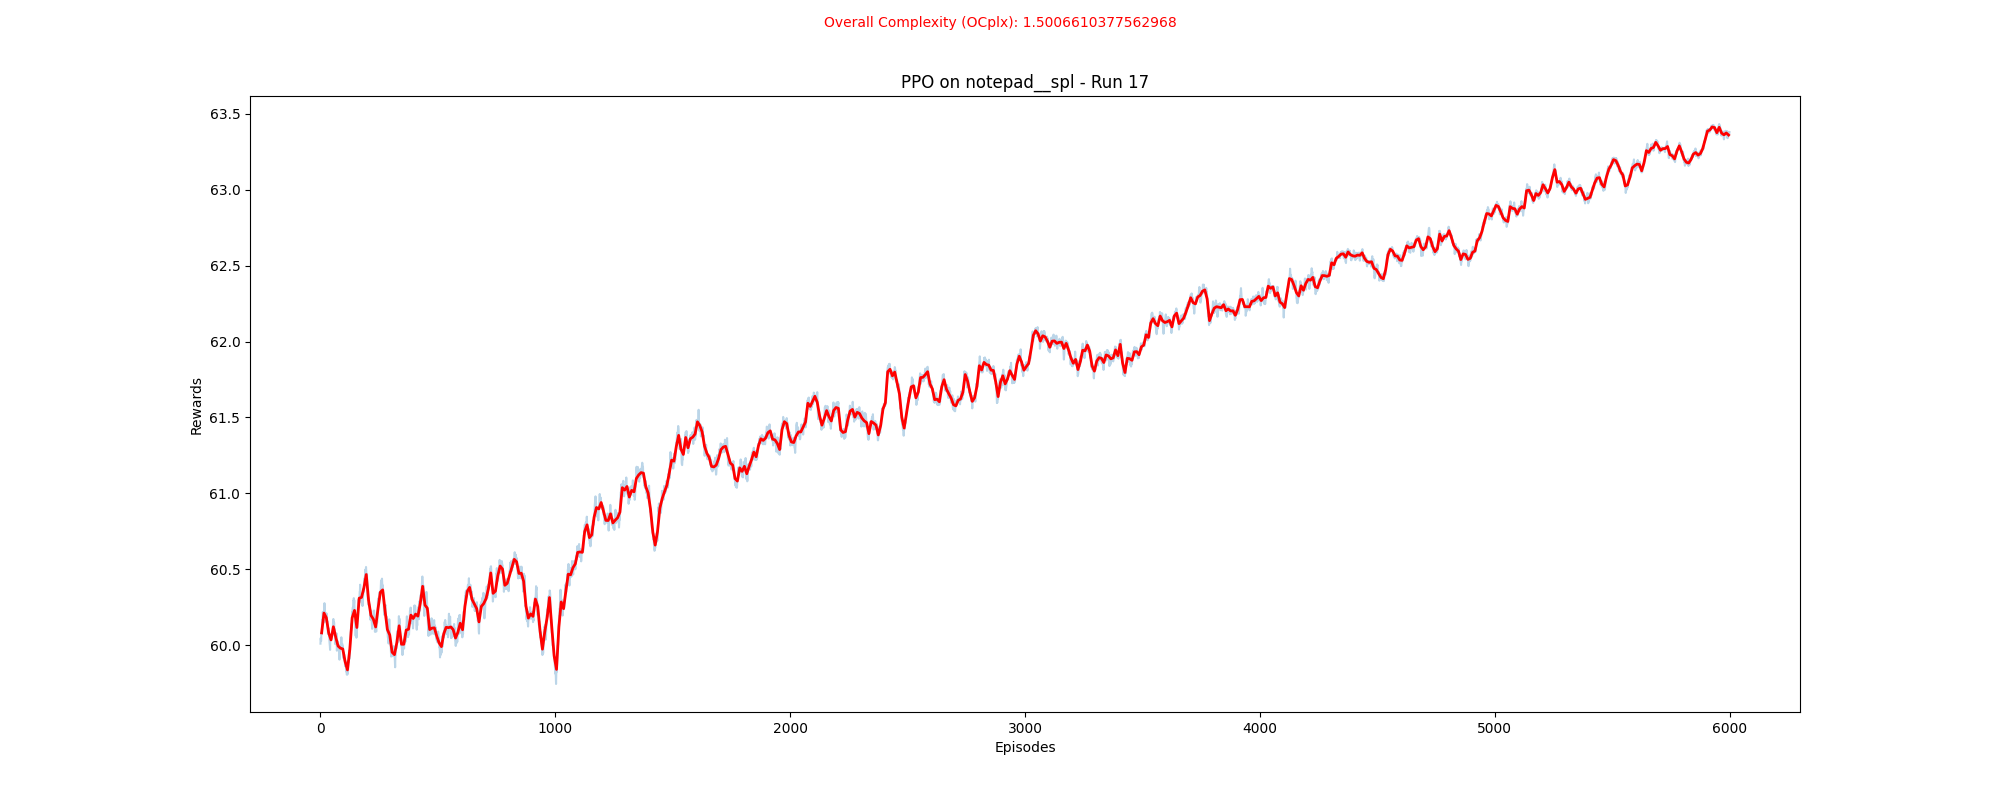 Overall Complexity (OCplx): 1.5006610377562968
PPO on notepad__spl - Run 17
Rewards
63.5
63.0
62.5
62.0
61.5
61.0
60.5
60.0
0 1000 2000 3000 4000 5000 6000
Episodes